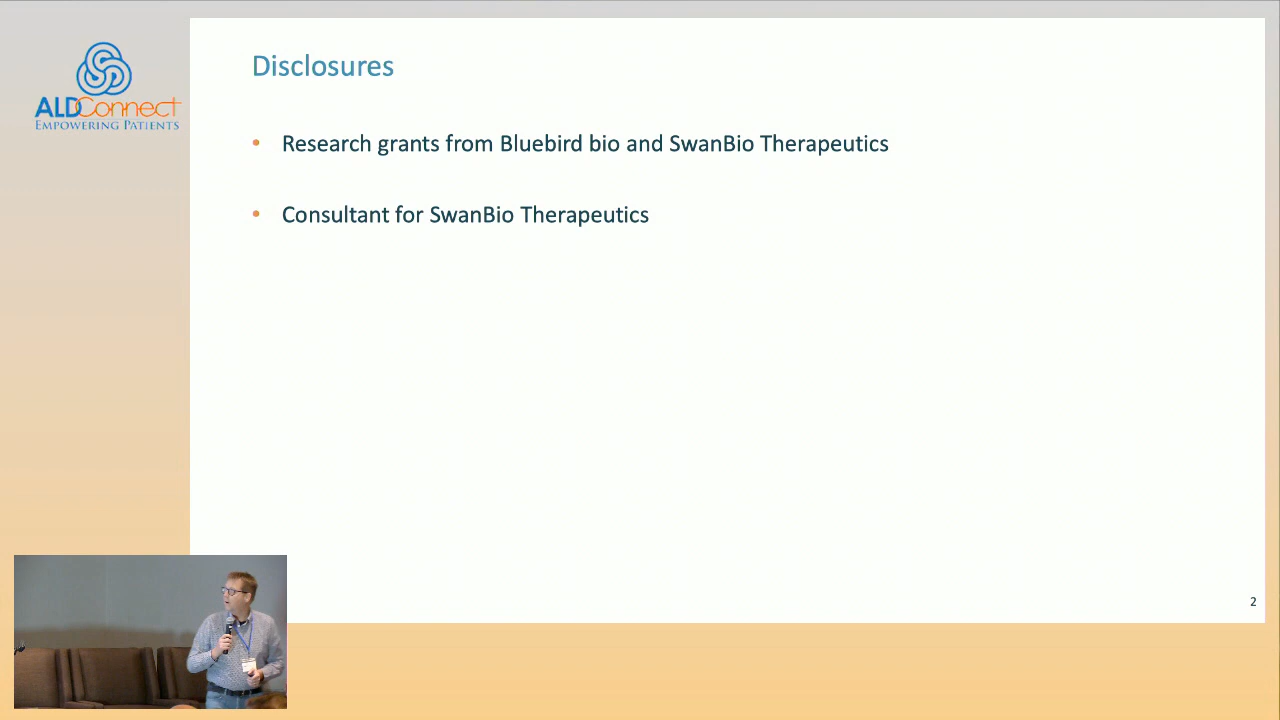 ALDConnect
EMPOWERING PATIENTS
Disclosures
• Research grants from Bluebird bio and SwanBio Therapeutics
• Consultant for SwanBio Therapeutics
2